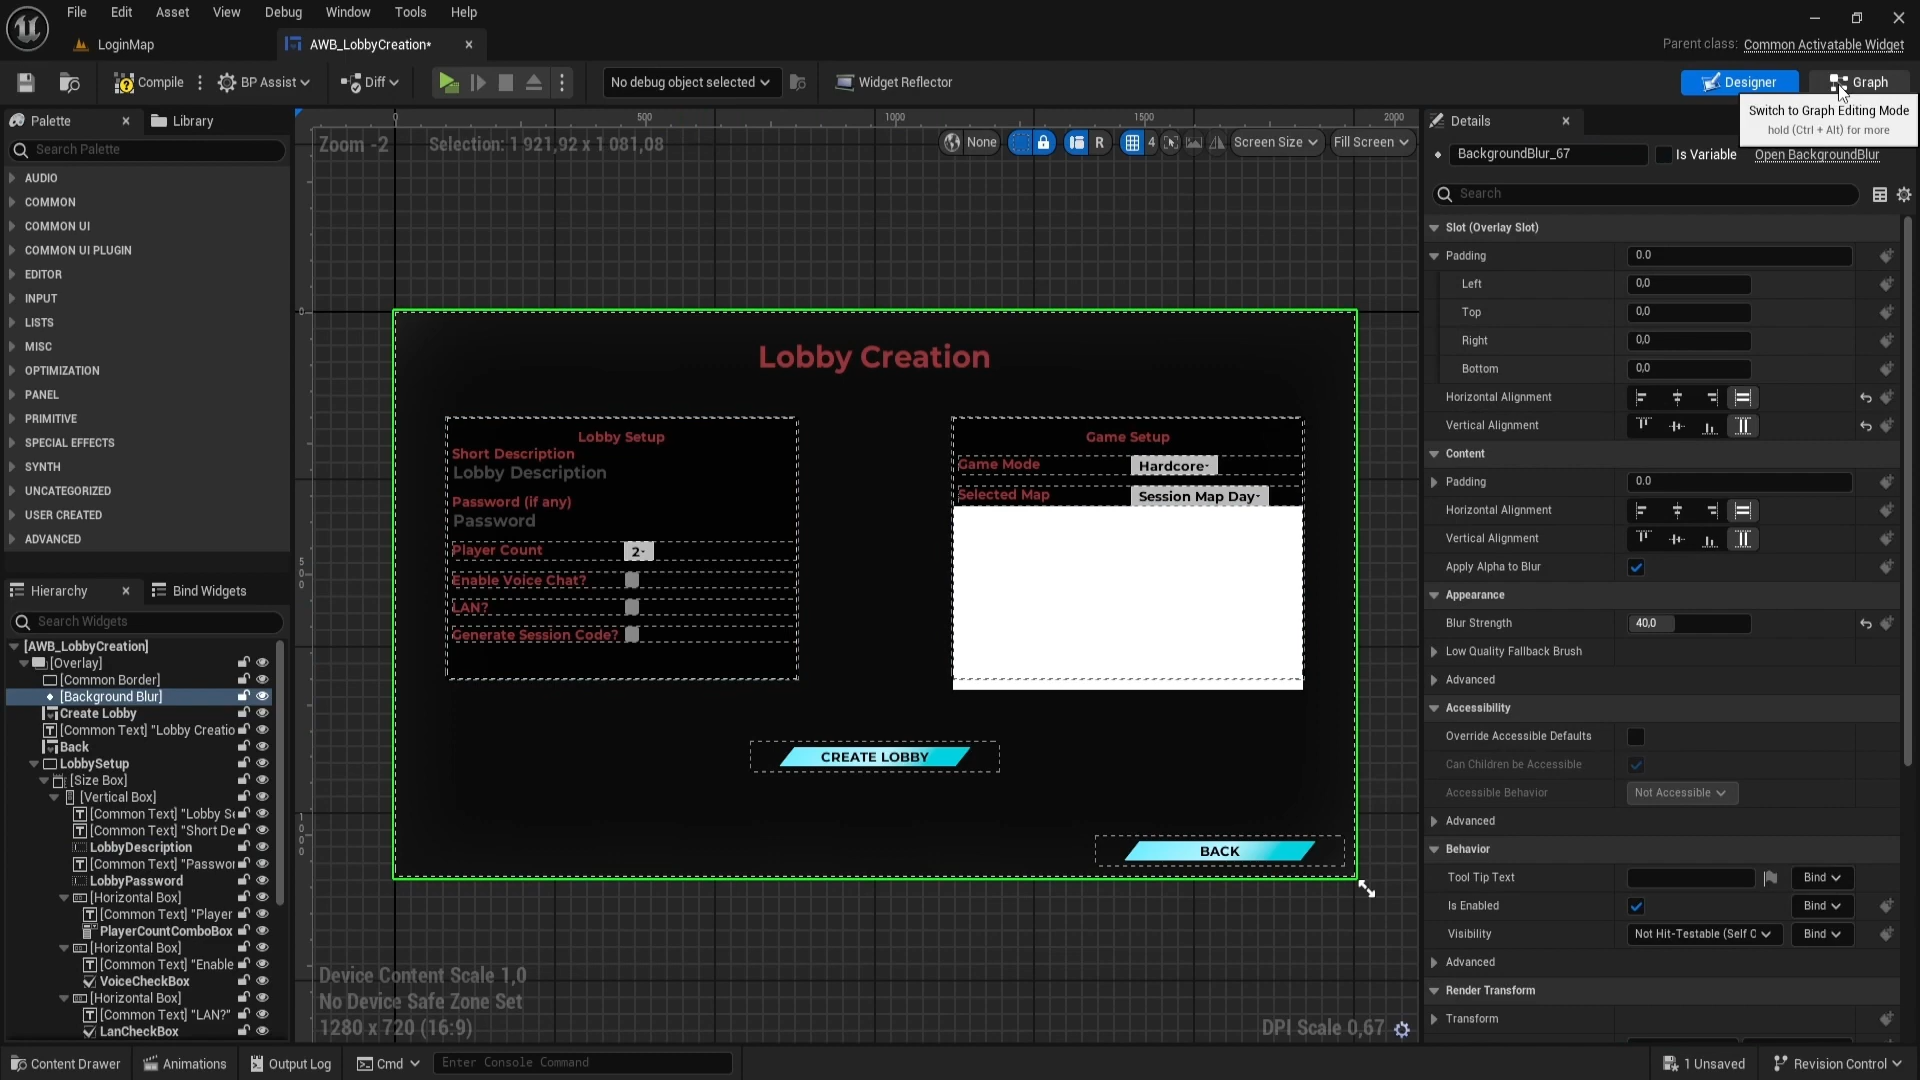 File Edit Asset View Debug Window Tools Help
LoginMap
AWB_LobbyCreation*
Parent class: Common Activatable Widget
Compile
BP Assist
Diff
No debug object selected
Widget Reflector
Designer
Graph
Switch to Graph Editing Mode
hold (Ctrl + Alt) for more
Palette
Library
Search Palette
AUDIO
COMMON
COMMON UI
COMMON UI PLUGIN
EDITOR
INPUT
LISTS
MISC
OPTIMIZATION
PANEL
PRIMITIVE
SPECIAL EFFECTS
SYNTH
UNCATEGORIZED
USER CREATED
ADVANCED
Hierarchy
Bind Widgets
Search Widgets
[AWB_LobbyCreation]
[Overlay]
[Common Border]
[Background Blur]
Create Lobby
[Common Text] "Lobby Creatio
Back
LobbySetup
[Size Box]
[Vertical Box]
[Common Text] "Lobby Se
[Common Text] "Short De
LobbyDescription
[Common Text] "Passwor
LobbyPassword
[Horizontal Box]
[Common Text] "Player
PlayerCountComboBox
[Horizontal Box]
[Common Text] "Enable
VoiceCheckBox
[Horizontal Box]
[Common Text] "LAN?"
LanCheckBox
0 500 1000 1500 2000
Zoom -2
Selection: 1 921,92 x 1 081,08
None
R
4
Screen Size
Fill Screen
0
500
1000
Lobby Creation
Lobby Setup
Short Description
Lobby Description
Password (if any)
Password
Player Count
2
Enable Voice Chat?
LAN?
Generate Session Code?
Game Setup
Game Mode
Hardcore
Selected Map
Session Map Day
CREATE LOBBY
BACK
Device Content Scale 1,0
No Device Safe Zone Set
1280 x 720 (16:9)
DPI Scale 0,67
Details
BackgroundBlur_67
Is Variable
Open BackgroundBlur
Search
Slot (Overlay Slot)
Padding 0.0
Left 0,0
Top 0,0
Right 0,0
Bottom 0,0
Horizontal Alignment
Vertical Alignment
Content
Padding 0.0
Horizontal Alignment
Vertical Alignment
Apply Alpha to Blur
Appearance
Blur Strength 40,0
Low Quality Fallback Brush
Advanced
Accessibility
Override Accessible Defaults
Can Children be Accessible
Accessible Behavior Not Accessible
Advanced
Behavior
Tool Tip Text Bind
Is Enabled Bind
Visibility Not Hit-Testable (Self O Bind
Advanced
Render Transform
Transform
Content Drawer
Animations
Output Log
Cmd
Enter Console Command
1 Unsaved
Revision Control